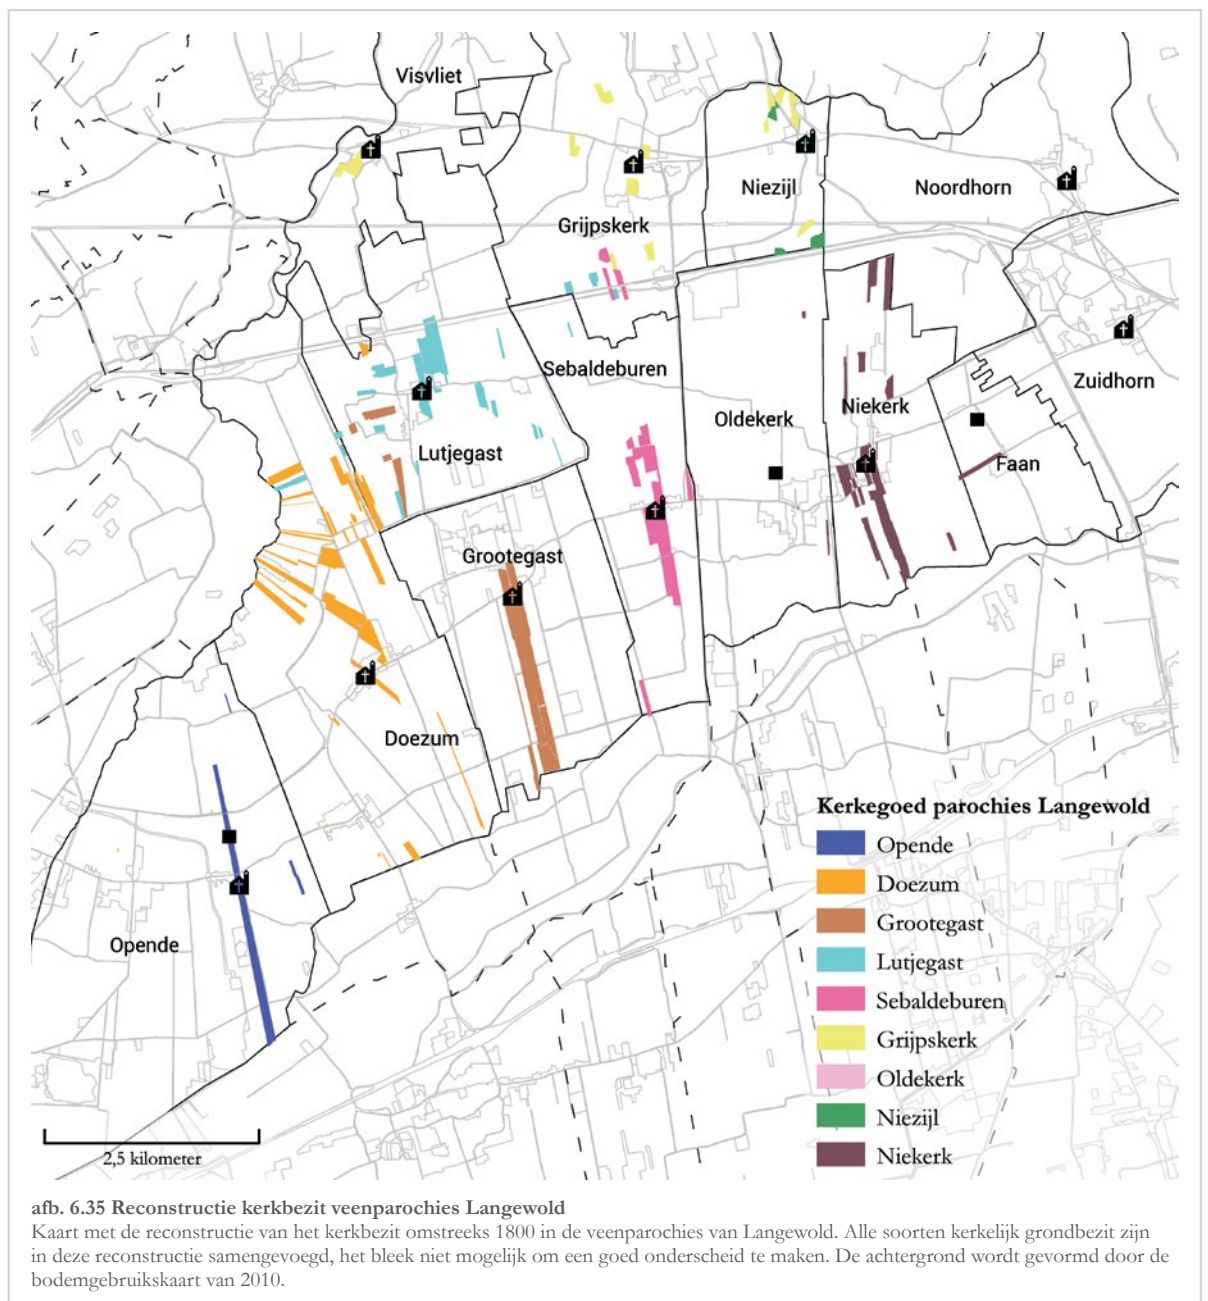 Visvliet
Niezijl
Noordhorn
Grijpskerk
Sebaldeburen
Zuidhorn
Niekerk
Oldekerk
Lutjegast
Faan
Grootegast
Doezum
Opende
Kerkegoed parochies Langewold
Opende
Doezum
Grootegast
Lutjegast
Sebaldeburen
Grijpskerk
Oldekerk
Niezijl
Niekerk
2,5 kilometer
afb. 6.35 Reconstructie kerkbezit veenparochies Langewold
Kaart met de reconstructie van het kerkbezit omstreeks 1800 in de veenparochies van Langewold. Alle soorten kerkelijk grondbezit zijn
in deze reconstructie samengevoegd, het bleek niet mogelijk om een goed onderscheid te maken. De achtergrond wordt gevormd door de
bodemgebruikskaart van 2010.